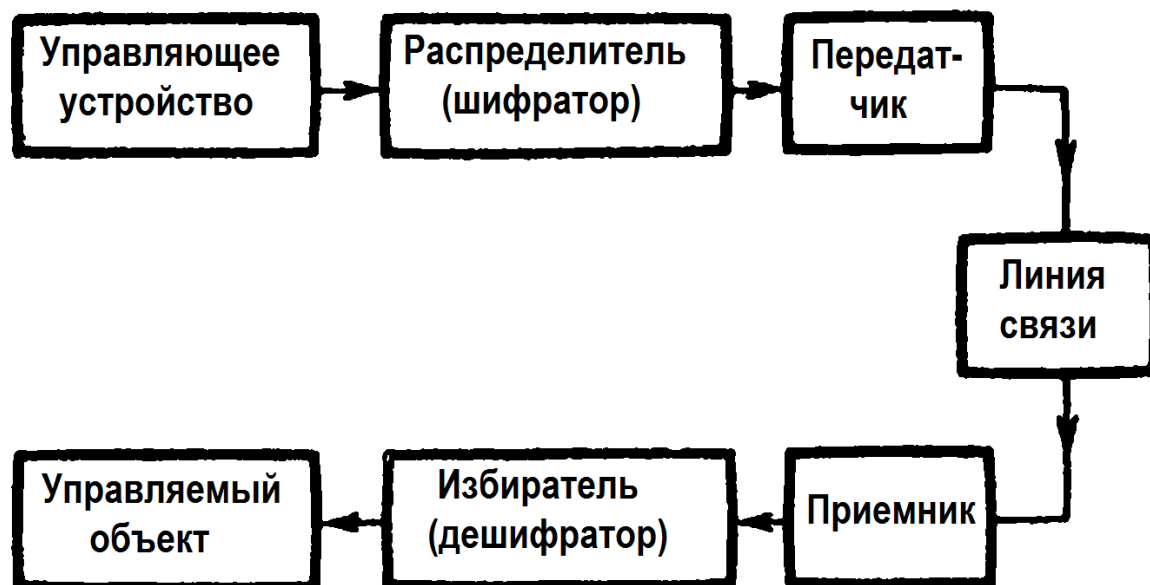 Управляющее
устройство
Распределитель
(шифратор)
Передат-
чик
Линия
связи
Управляемый
объект
Избиратель
(дешифратор)
Приемник